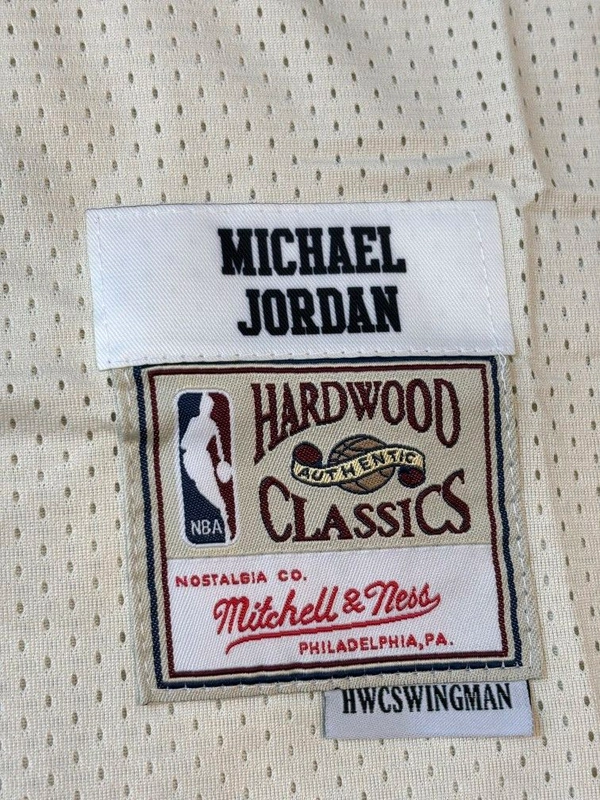 MICHAEL
JORDAN
HARDWOOD
AUTHENTIC
CLASSICS
NBA
NOSTALGIA CO.
Mitchell & Ness
PHILADELPHIA, PA.
HWCSWINGMAN